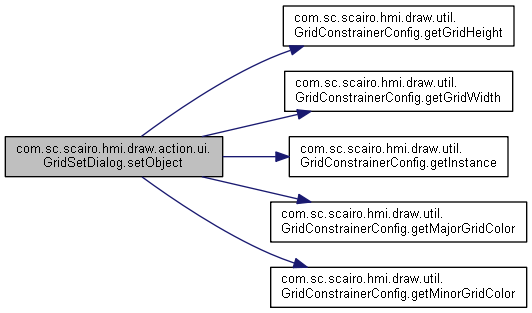 com.sc.scairo.hmi.draw.util.
GridConstrainerConfig.getGridHeight
com.sc.scairo.hmi.draw.util.
GridConstrainerConfig.getGridWidth
com.sc.scairo.hmi.draw.action.ui.
GridSetDialog.setObject
com.sc.scairo.hmi.draw.util.
GridConstrainerConfig.getInstance
com.sc.scairo.hmi.draw.util.
GridConstrainerConfig.getMajorGridColor
com.sc.scairo.hmi.draw.util.
GridConstrainerConfig.getMinorGridColor